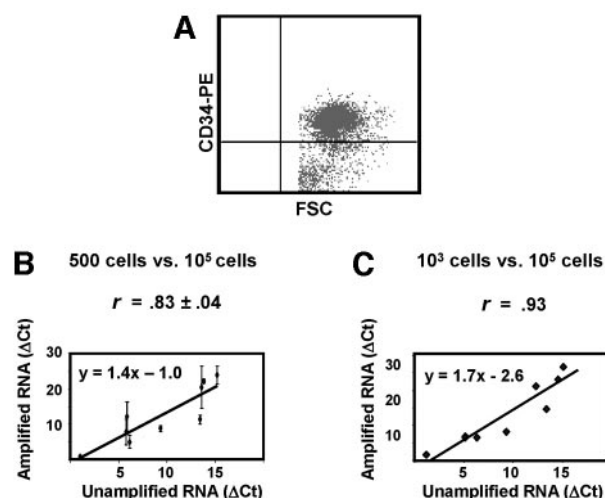 A
CD34-PE
FSC
B 500 cells vs. 10⁵ cells
r = .83 ± .04
Amplified RNA (ΔCt)
30
20
10
y = 1.4x – 1.0
5 10 15
Unamplified RNA (ΔCt)
C 10³ cells vs. 10⁵ cells
r = .93
Amplified RNA (ΔCt)
30
20
10
y = 1.7x - 2.6
5 10 15
Unamplified RNA (ΔCt)